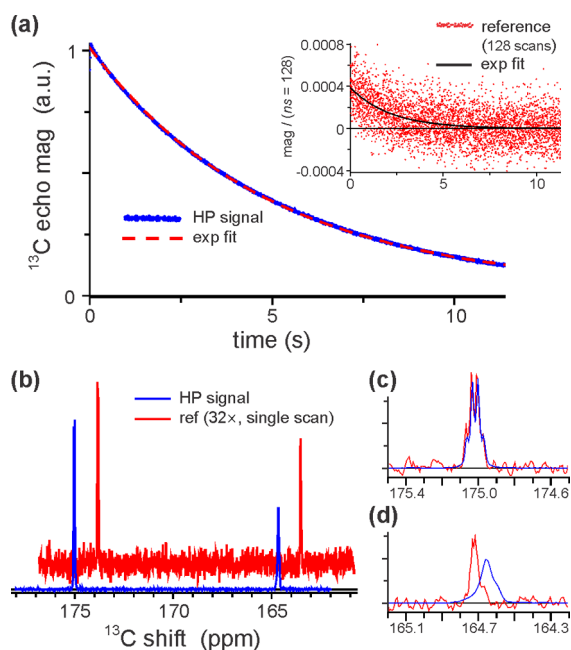 (a)
1
¹³C echo mag (a.u.)
0
HP signal
exp fit
0
5
10
time (s)
reference
(128 scans)
exp fit
0.0008
0.0004
0
-0.0004
mag / (ns = 128)
0
5
10
(b)
HP signal
ref (32×, single scan)
175
170
165
¹³C shift (ppm)
(c)
175.4
175.0
174.6
(d)
165.1
164.7
164.3